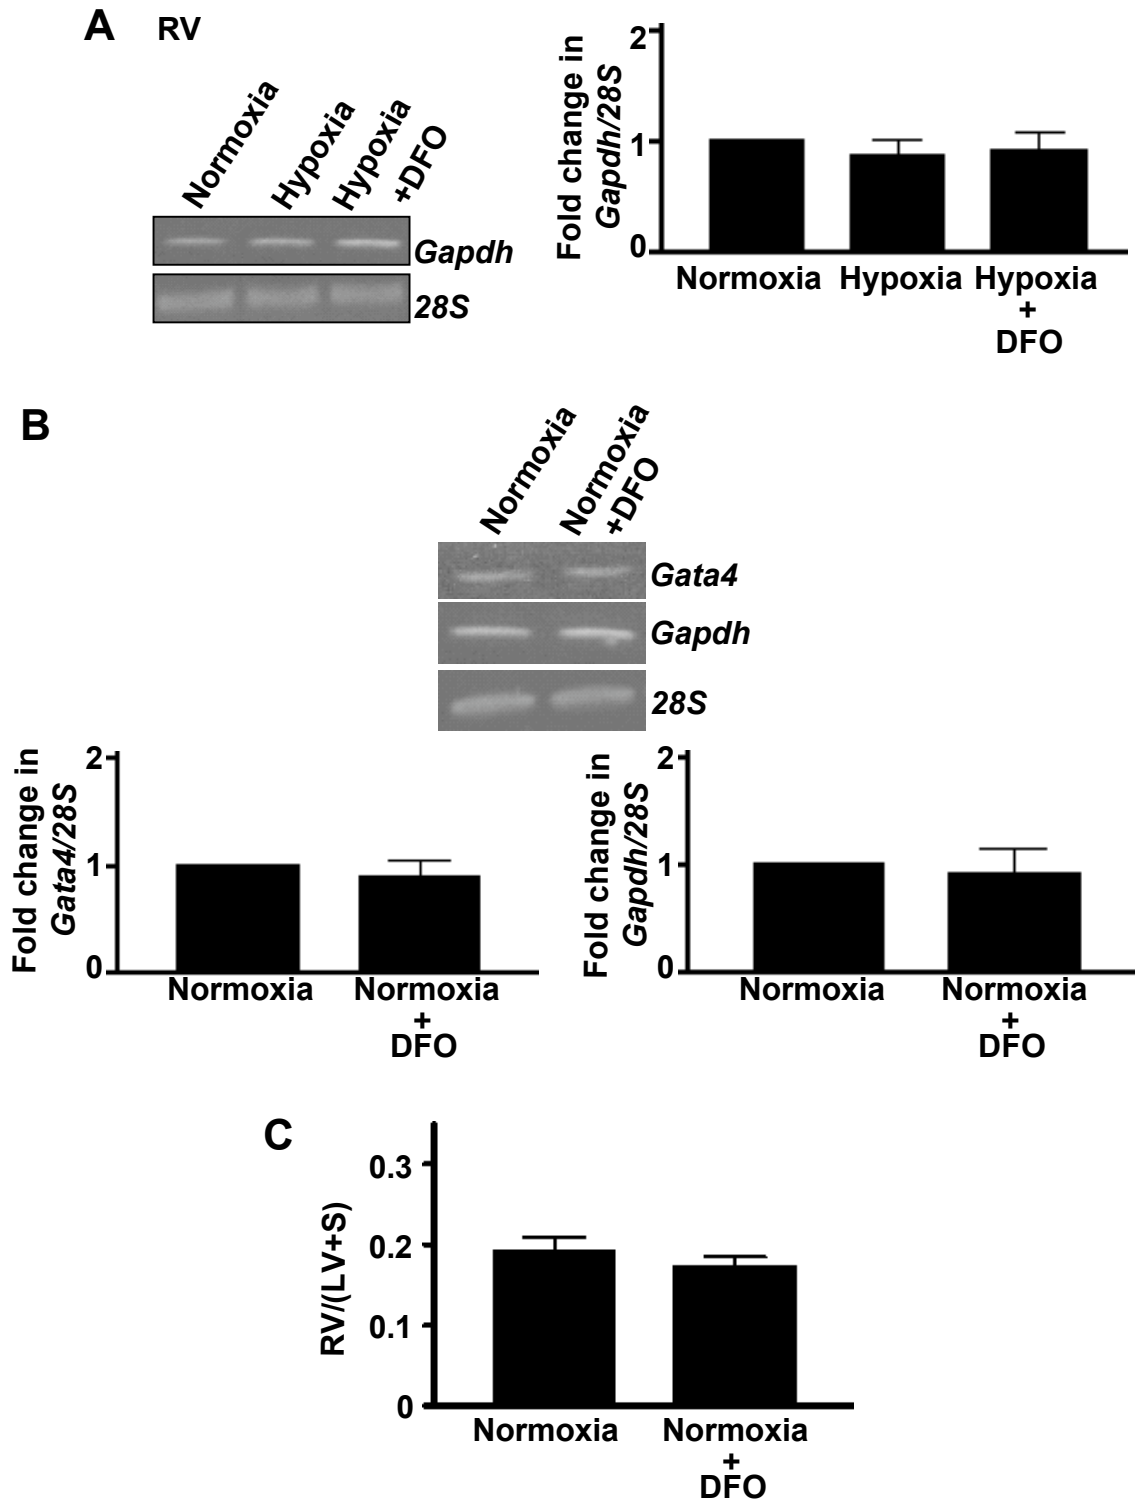 A RV
Normoxia
Hypoxia
Hypoxia
+DFO
Gapdh
28S
Fold change in
Gapdh/28S
2
1
0
Normoxia Hypoxia Hypoxia
+
DFO
B
Normoxia
Normoxia
+DFO
Gata4
Gapdh
28S
Fold change in
Gata4/28S
2
1
0
Normoxia Normoxia
+
DFO
Fold change in
Gapdh/28S
2
1
0
Normoxia Normoxia
+
DFO
C
RV/(LV+S)
0.3
0.2
0.1
0
Normoxia Normoxia
+
DFO